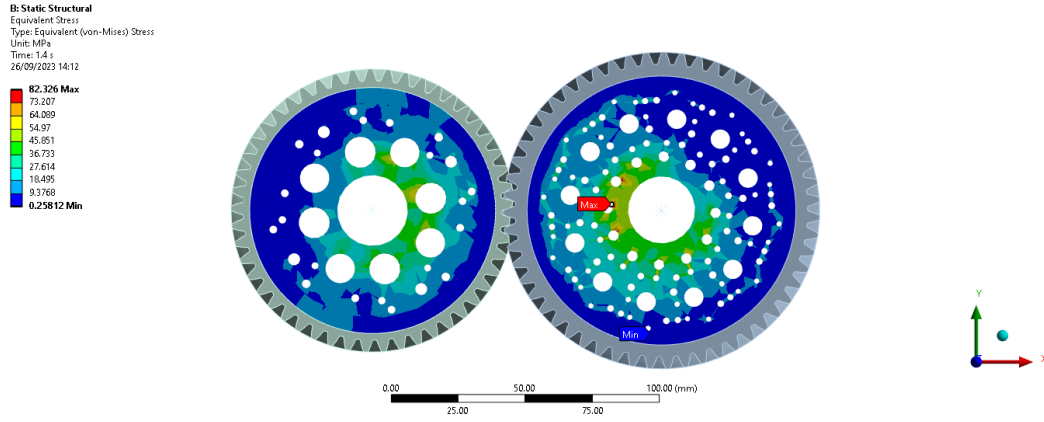 B: Static Structural
Equivalent Stress
Type: Equivalent (von-Mises) Stress
Unit: MPa
Time: 1.4 s
26/09/2023 14:12
82.326 Max
73.207
64.089
54.97
45.851
36.733
27.614
18.495
9.3768
0.25812 Min
Max
Min
Y
X
0.00
50.00
100.00 (mm)
25.00
75.00